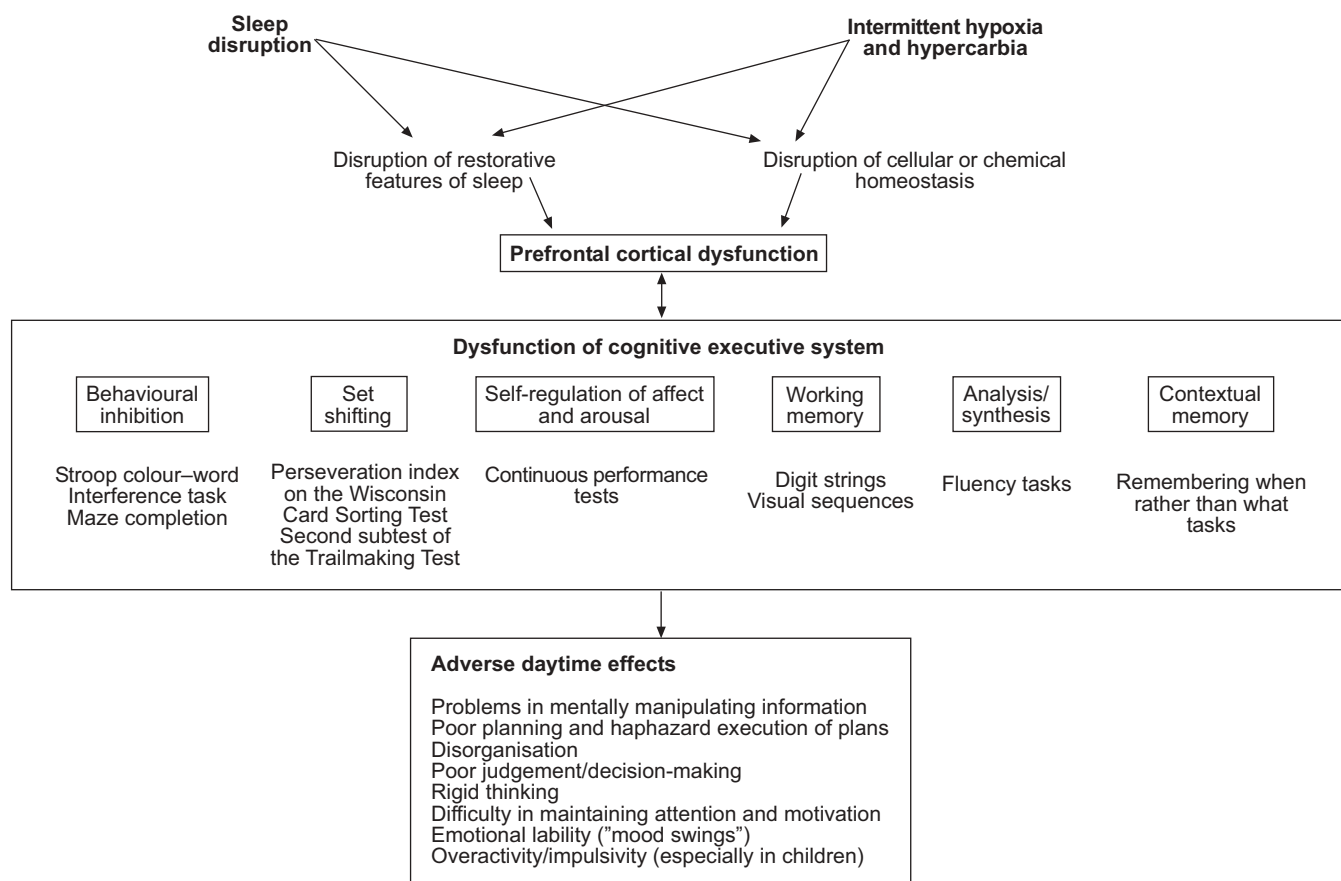 Sleep
disruption
Intermittent hypoxia
and hypercarbia
Disruption of restorative
features of sleep
Disruption of cellular or chemical
homeostasis
Prefrontal cortical dysfunction
Dysfunction of cognitive executive system
Behavioural
inhibition
Set
shifting
Self-regulation of affect
and arousal
Working
memory
Analysis/
synthesis
Contextual
memory
Stroop colour–word
Interference task
Maze completion
Perseveration index
on the Wisconsin
Card Sorting Test
Second subtest of
the Trailmaking Test
Continuous performance
tests
Digit strings
Visual sequences
Fluency tasks
Remembering when
rather than what
tasks
Adverse daytime effects
Problems in mentally manipulating information
Poor planning and haphazard execution of plans
Disorganisation
Poor judgement/decision-making
Rigid thinking
Difficulty in maintaining attention and motivation
Emotional lability (”mood swings”)
Overactivity/impulsivity (especially in children)